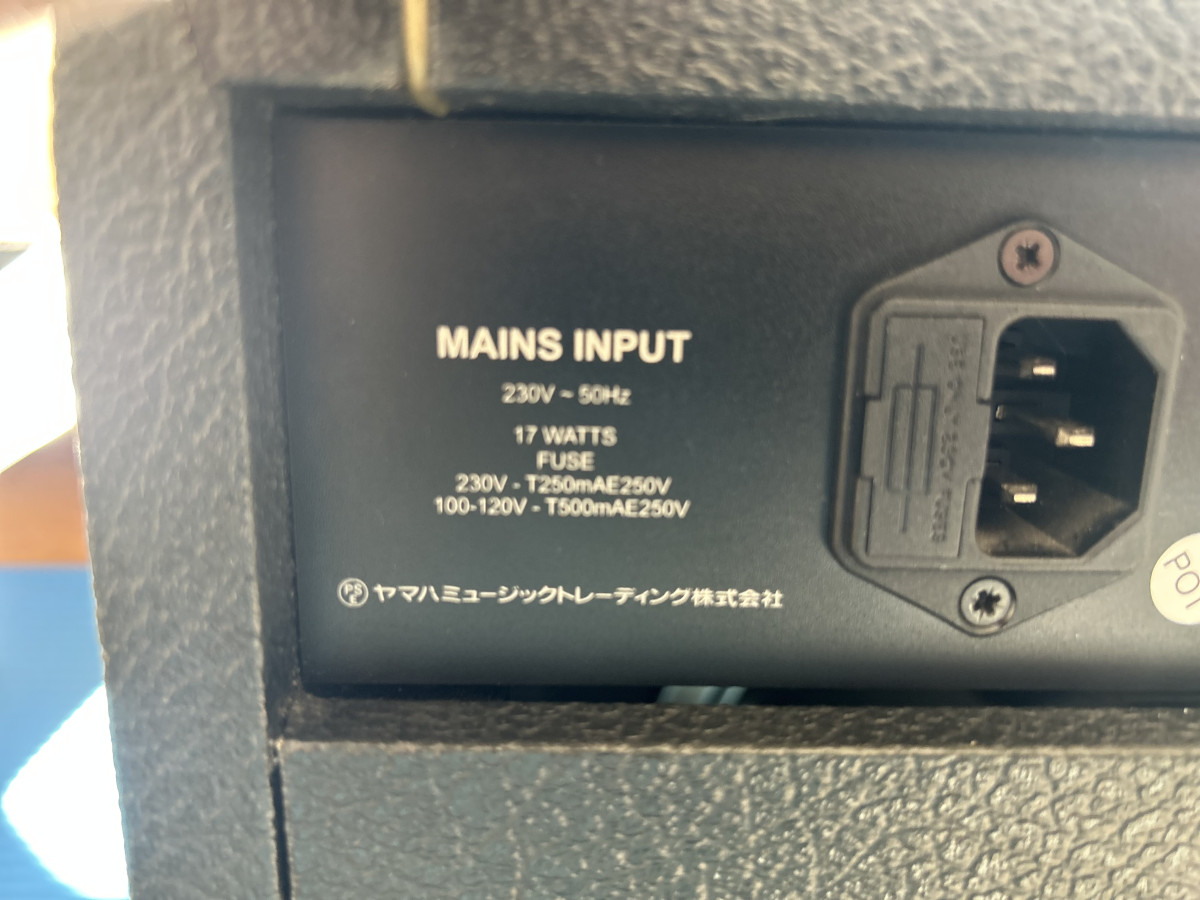 MAINS INPUT
230V ~ 50Hz
17 WATTS
FUSE
230V - T250mAE250V
100-120V - T500mAE250V
PS E ヤマハミュージックトレーディング株式会社
PO1